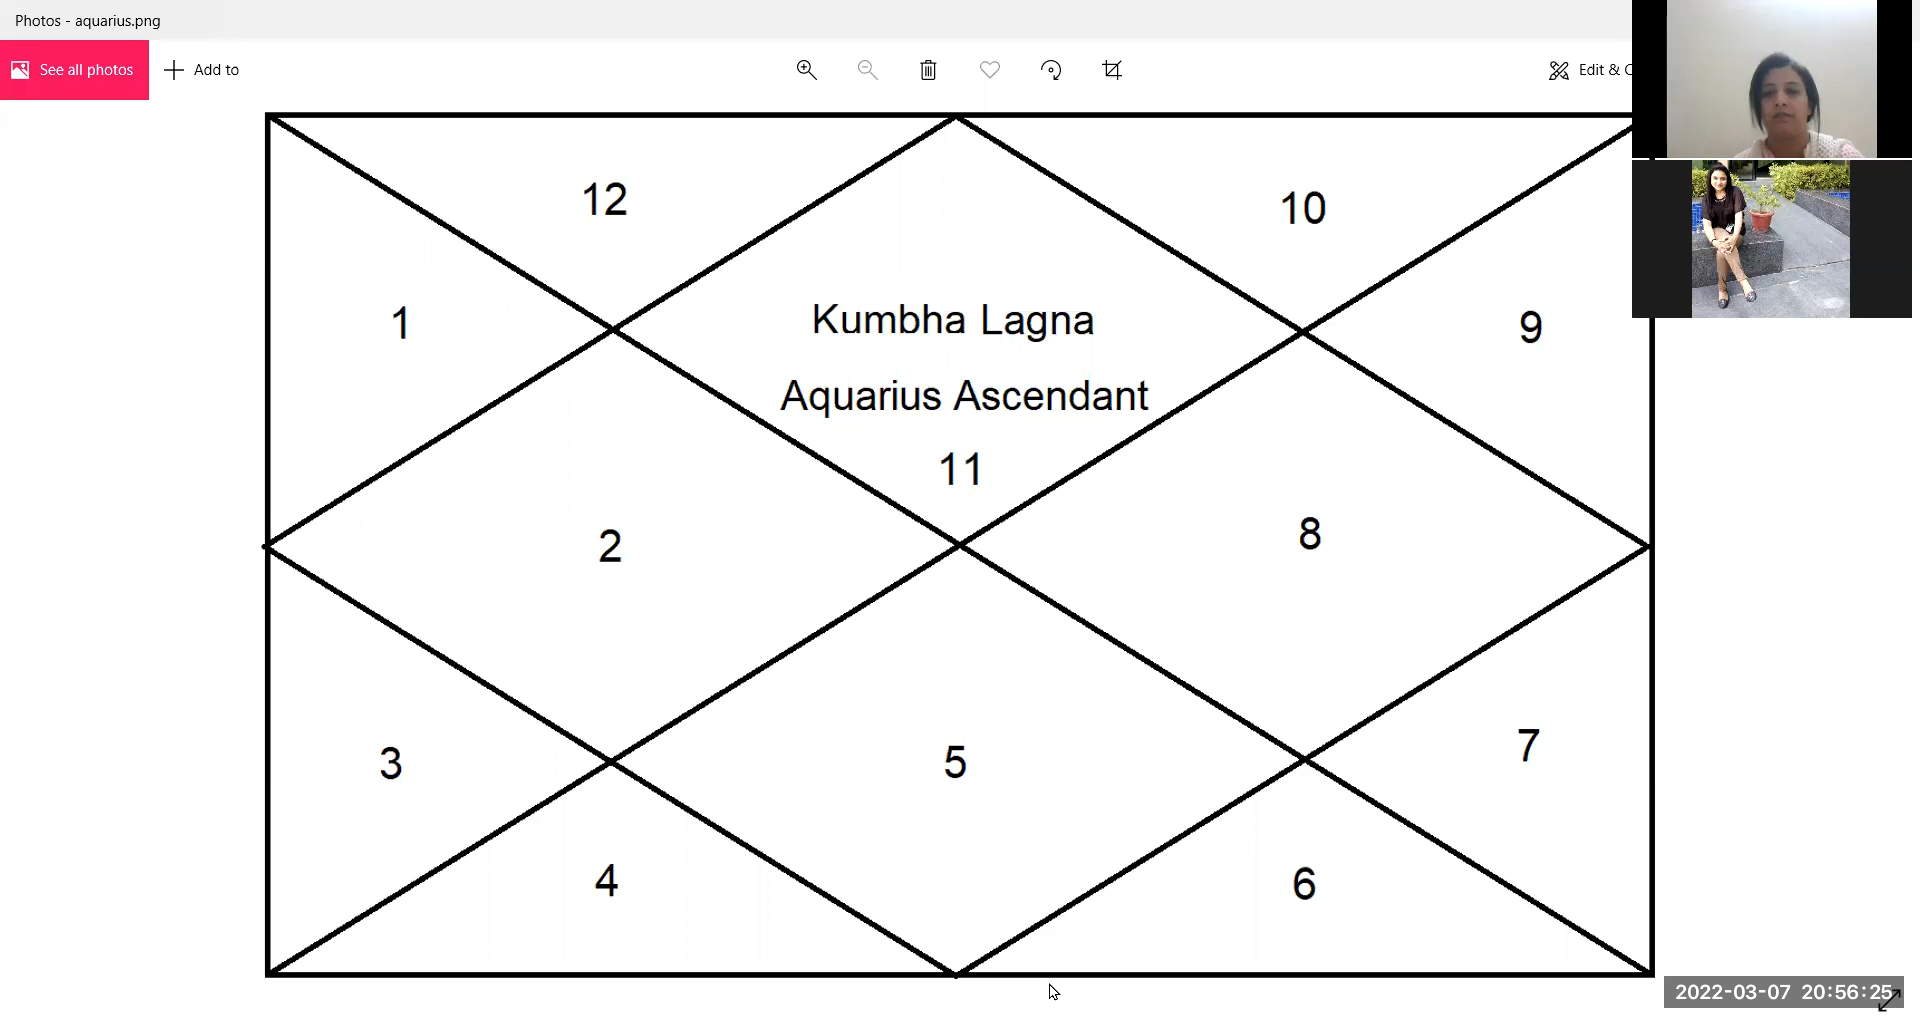 Photos - aquarius.png
See all photos
Add to
Edit & C
12
10
1
Kumbha Lagna
9
Aquarius Ascendant
11
2
8
3
5
7
4
6
2022-03-07 20:56:25